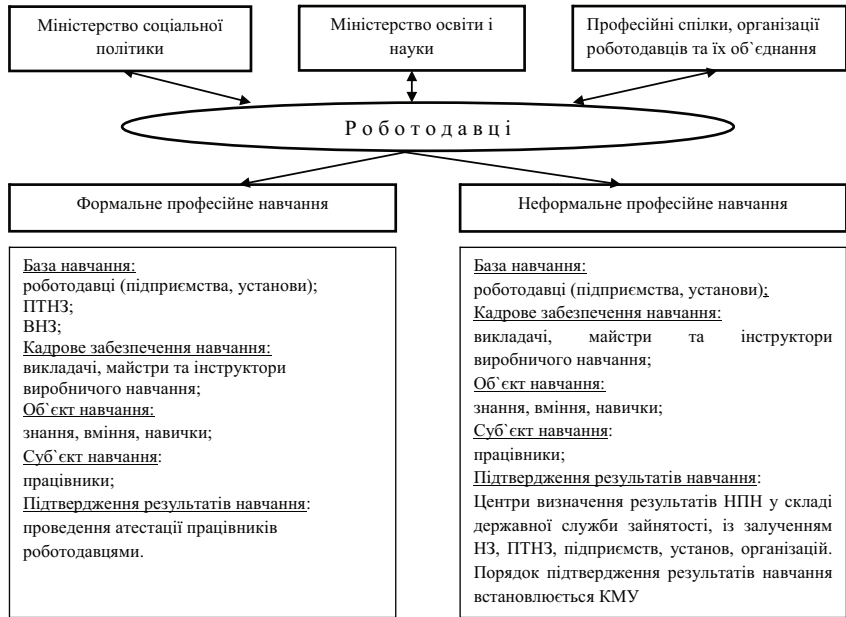 Міністерство соціальної
політики
Міністерство освіти і
науки
Професійні спілки, організації
роботодавців та їх об`єднання
Р о б о т о д а в ц і
Формальне професійне навчання
Неформальне професійне навчання
База навчання:
роботодавці (підприємства, установи);
ПТНЗ;
ВНЗ;
Кадрове забезпечення навчання:
викладачі, майстри та інструктори
виробничого навчання;
Об`єкт навчання:
знання, вміння, навички;
Суб`єкт навчання:
працівники;
Підтвердження результатів навчання:
проведення атестації працівників
роботодавцями.
База навчання:
роботодавці (підприємства, установи);
Кадрове забезпечення навчання:
викладачі, майстри та інструктори
виробничого навчання;
Об`єкт навчання:
знання, вміння, навички;
Суб`єкт навчання:
працівники;
Підтвердження результатів навчання:
Центри визначення результатів НПН у складі
державної служби зайнятості, із залученням
НЗ, ПТНЗ, підприємств, установ, організацій.
Порядок підтвердження результатів навчання
встановлюється КМУ